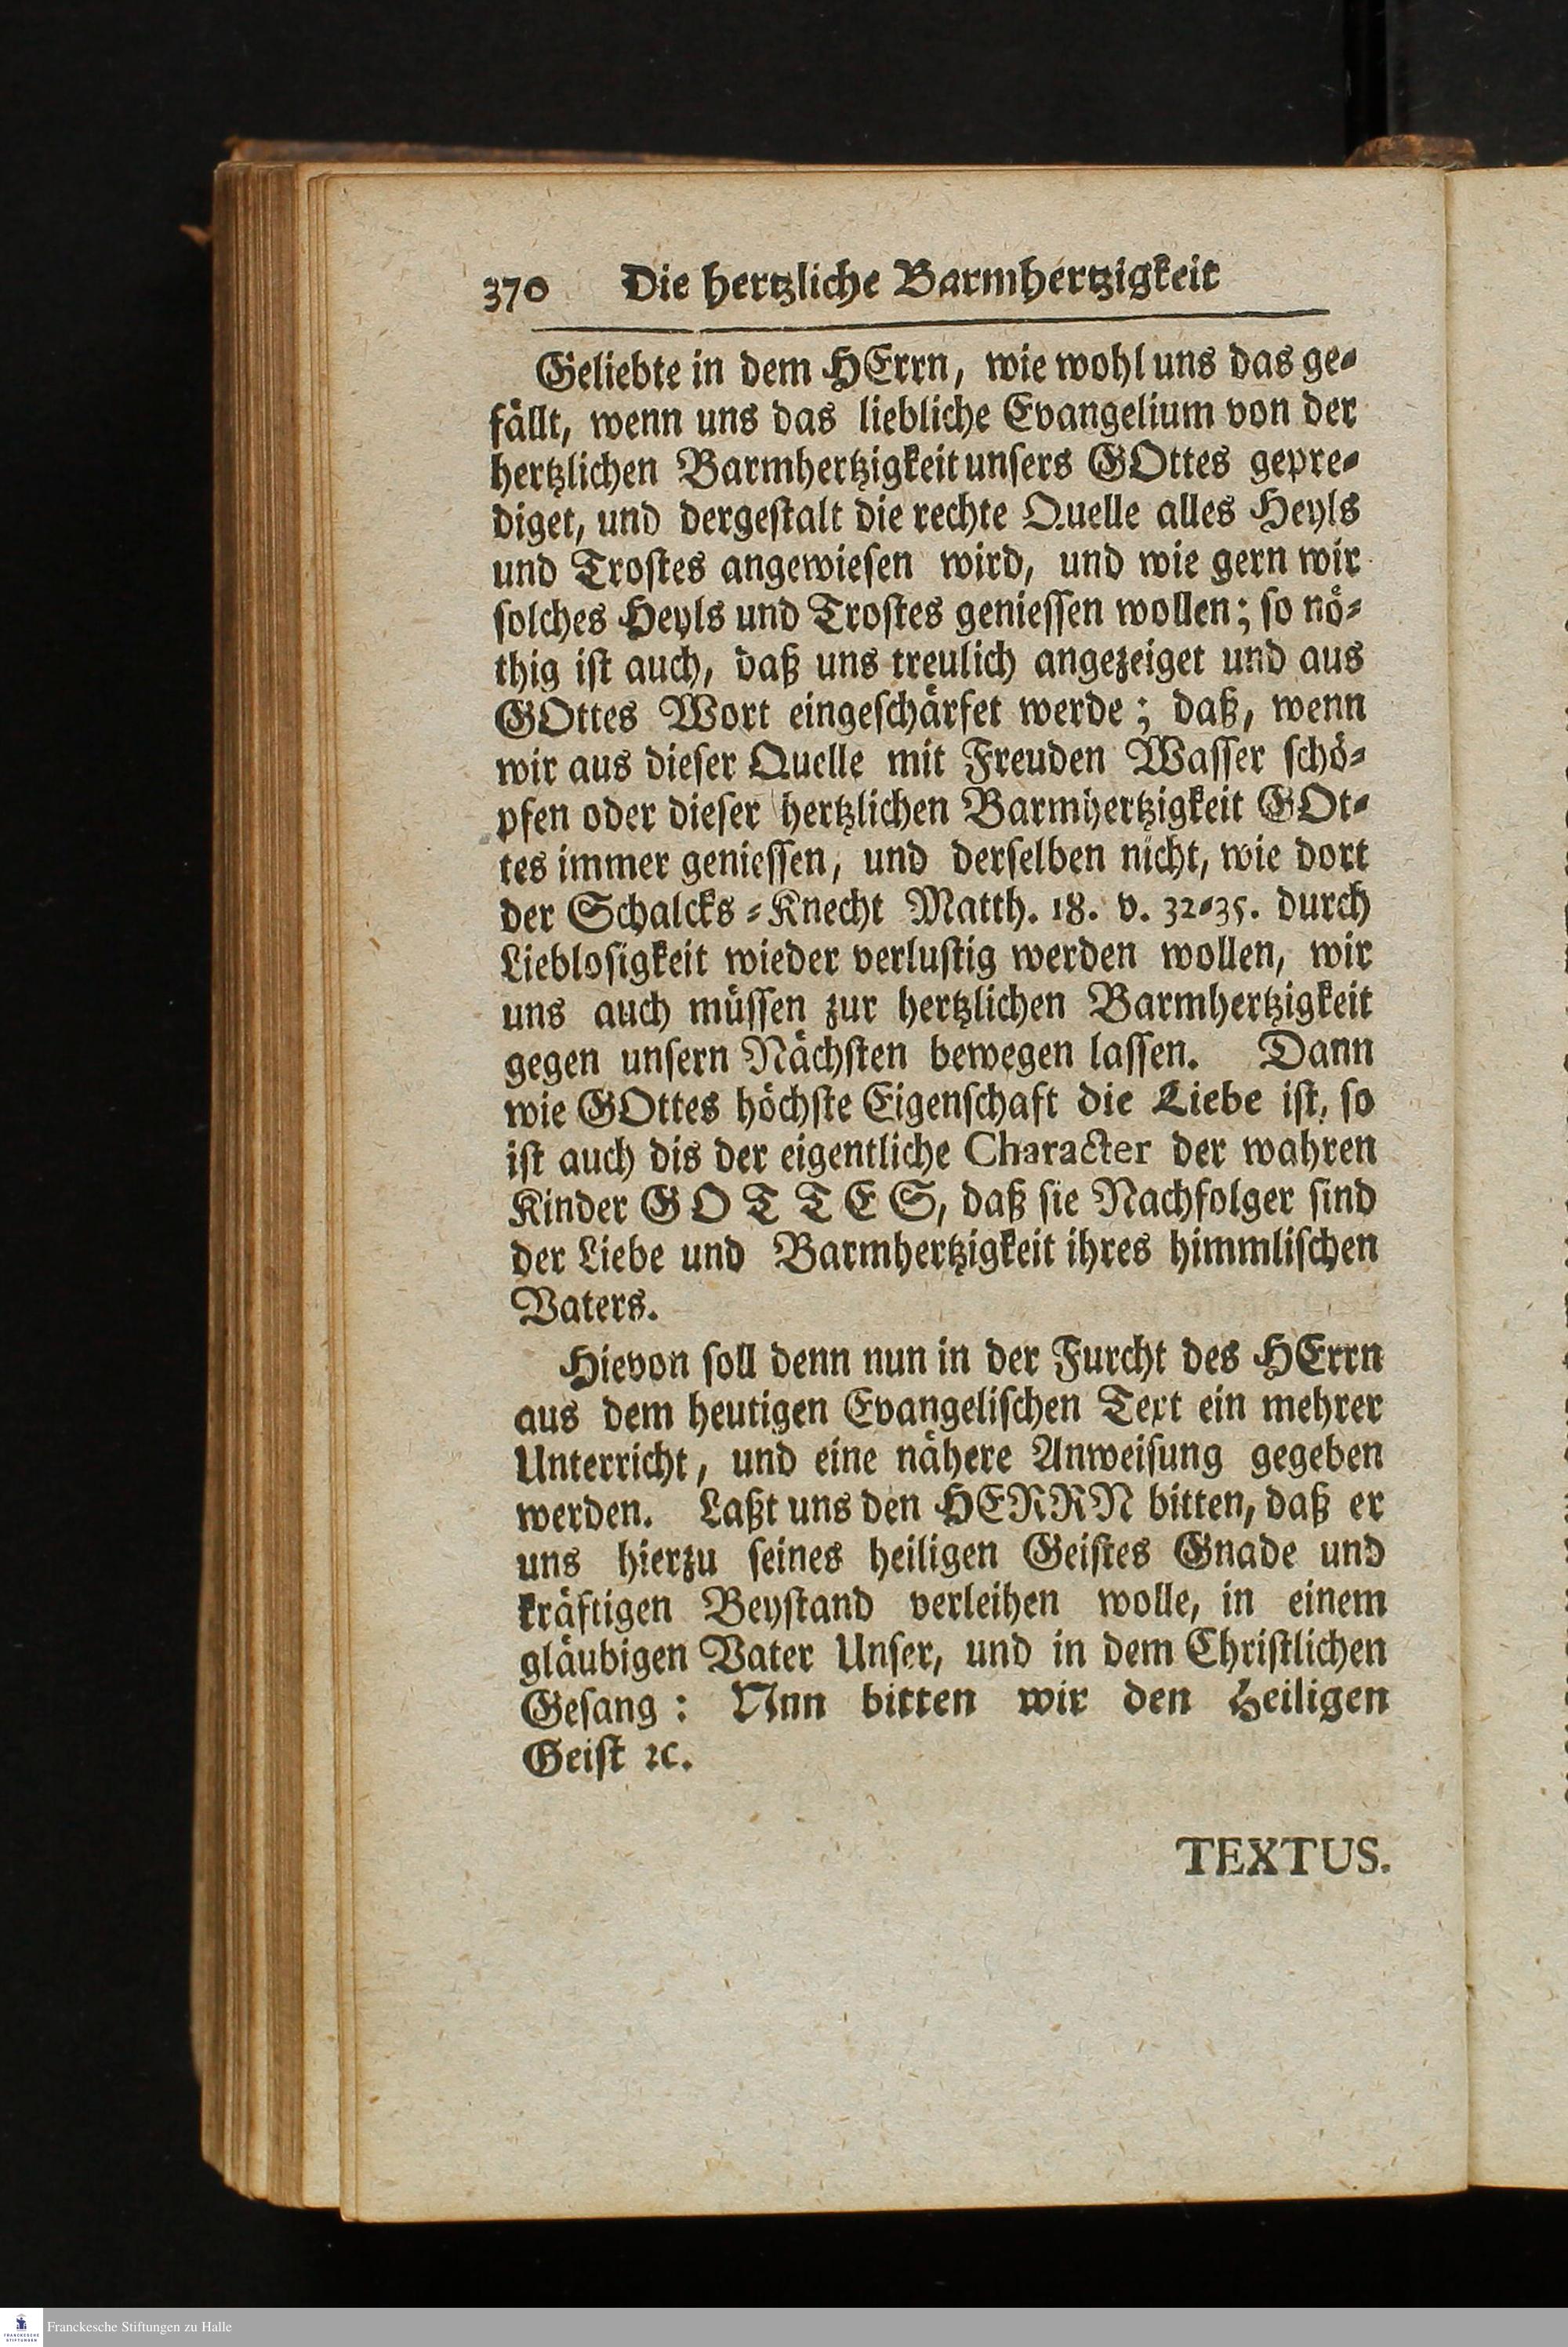 370 Die hertzliche Barmhertzigkeit
Geliebte in dem HErrn, wie wohl uns das ge-
fällt, wenn uns das liebliche Evangelium von der
hertzlichen Barmhertzigkeit unsers GOttes gepre-
diget, und dergestalt die rechte Quelle alles Heyls
und Trostes angewiesen wird, und wie gern wir
solches Heyls und Trostes geniessen wollen; so nö-
thig ist auch, daß uns treulich angezeiget und aus
GOttes Wort eingeschärfet werde; daß, wenn
wir aus dieser Quelle mit Freuden Wasser schö-
pfen oder dieser hertzlichen Barmhertzigkeit GOt-
tes immer geniessen, und derselben nicht, wie dort
der Schalcks-Knecht Matth. 18. v. 32-35. durch
Lieblosigkeit wieder verlustig werden wollen, wir
uns auch müssen zur hertzlichen Barmhertzigkeit
gegen unsern Nächsten bewegen lassen. Dann
wie GOttes höchste Eigenschaft die Liebe ist, so
ist auch dis der eigentliche Character der wahren
Kinder GOTTES, daß sie Nachfolger sind
der Liebe und Barmhertzigkeit ihres himmlischen
Vaters.
Hievon soll denn nun in der Furcht des HErrn
aus dem heutigen Evangelischen Text ein mehrer
Unterricht, und eine nähere Anweisung gegeben
werden. Laßt uns den HERRN bitten, daß er
uns hierzu seines heiligen Geistes Gnade und
kräftigen Beystand verleihen wolle, in einem
gläubigen Vater Unser, und in dem Christlichen
Gesang: Nnn bitten wir den Heiligen
Geist ꝛc.
TEXTUS.
FRANCKESCHE
STIFTUNGEN
Franckesche Stiftungen zu Halle